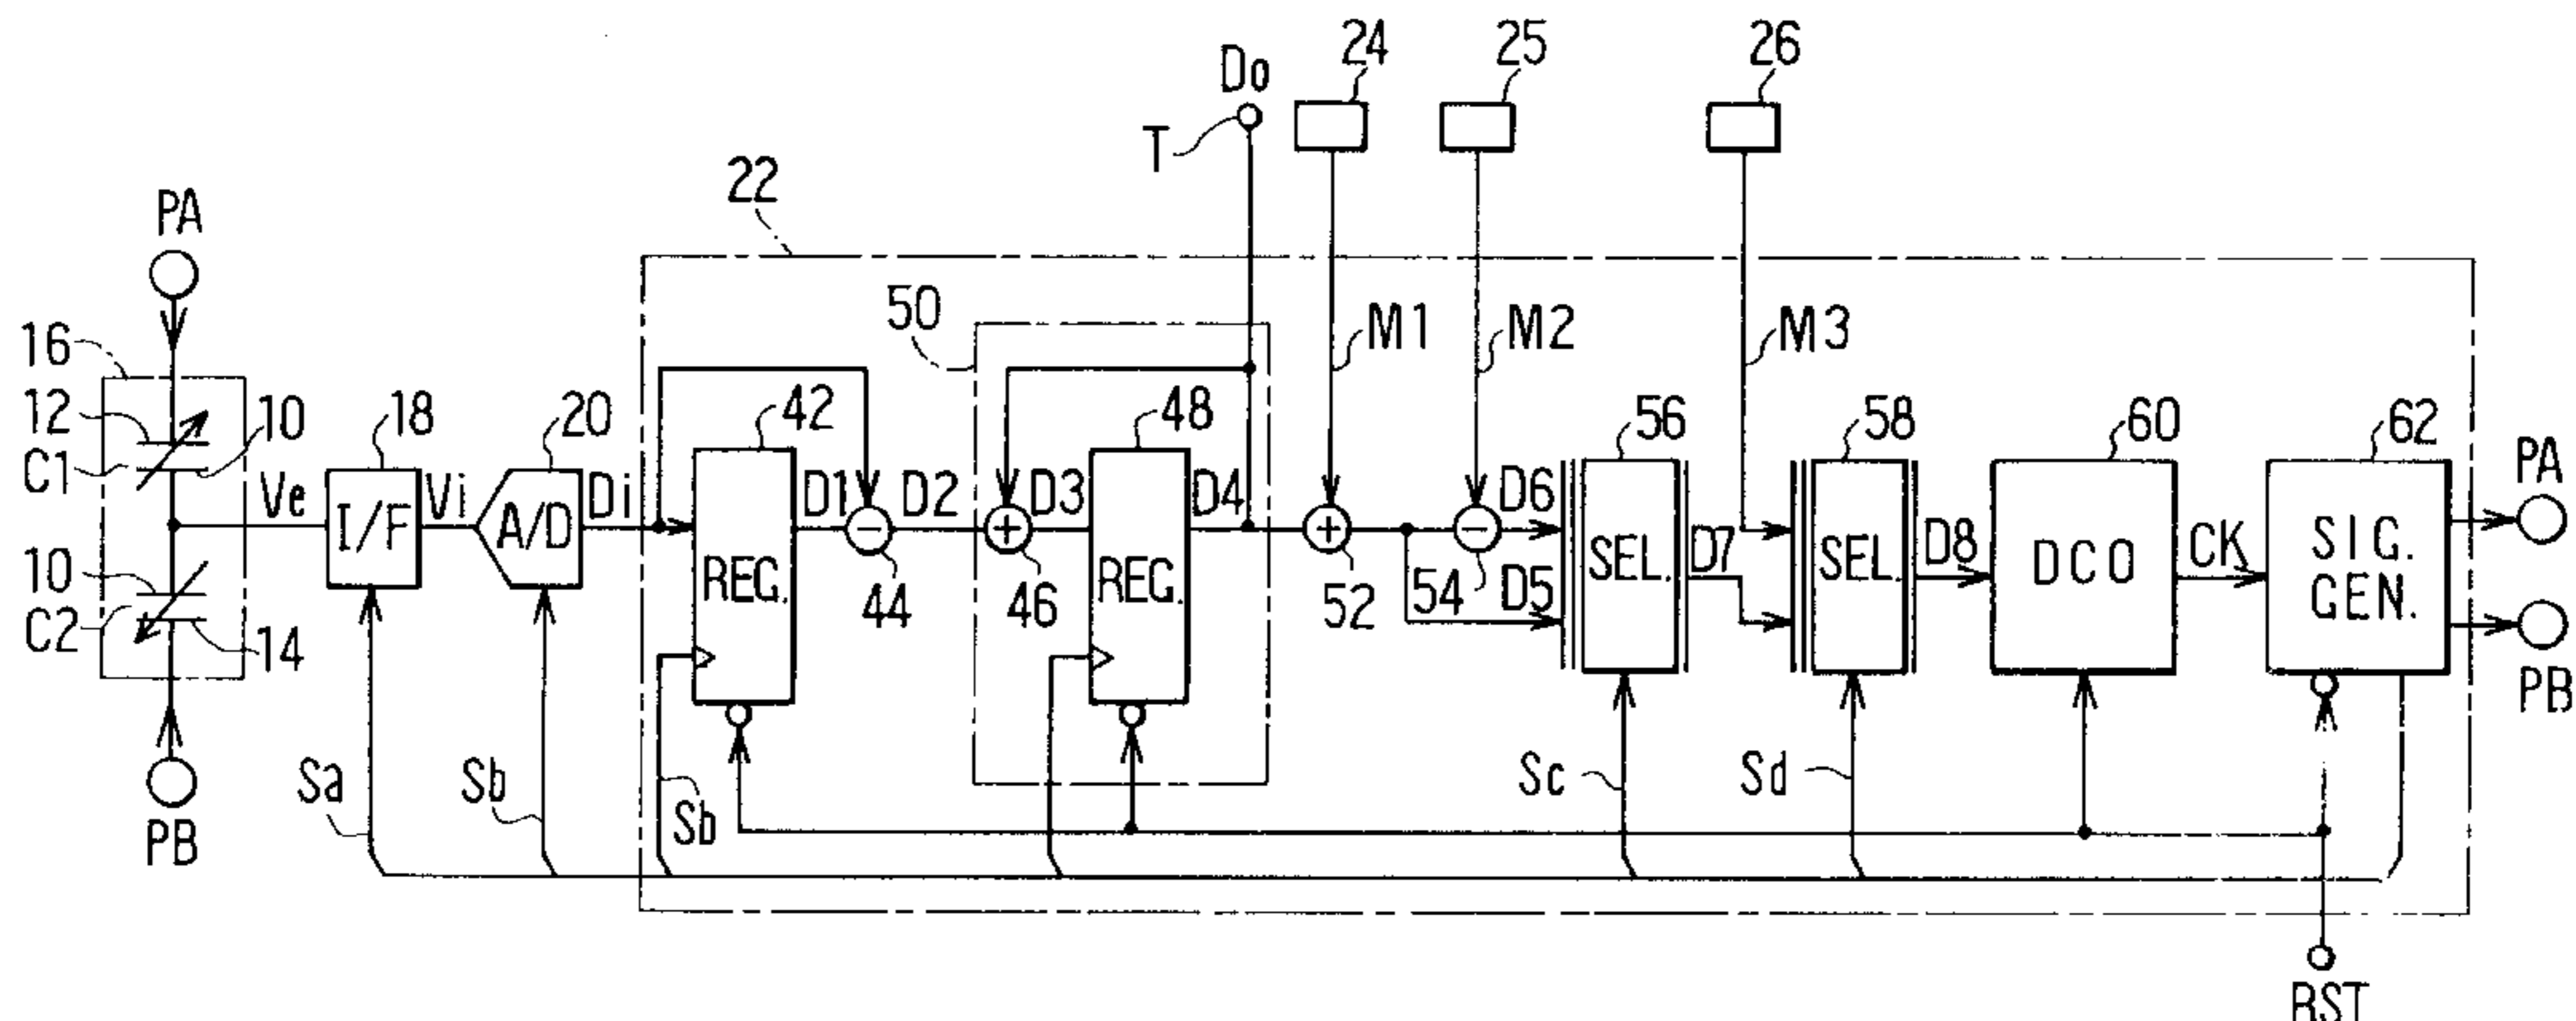 24
25
26
Do
T
22
PA
50
M1
M2
M3
16
12
10
18
20
42
48
56
58
60
62
C1
Ve
I/F
Vi
A/D
Di
REG.
D1
D2
D3
REG.
D4
D6
D5
SEL.
D7
SEL.
D8
DCO
CK
SIG.
GEN.
PA
10
C2
14
44
46
52
54
PB
Sa
Sb
Sb
Sc
Sd
PB
RST